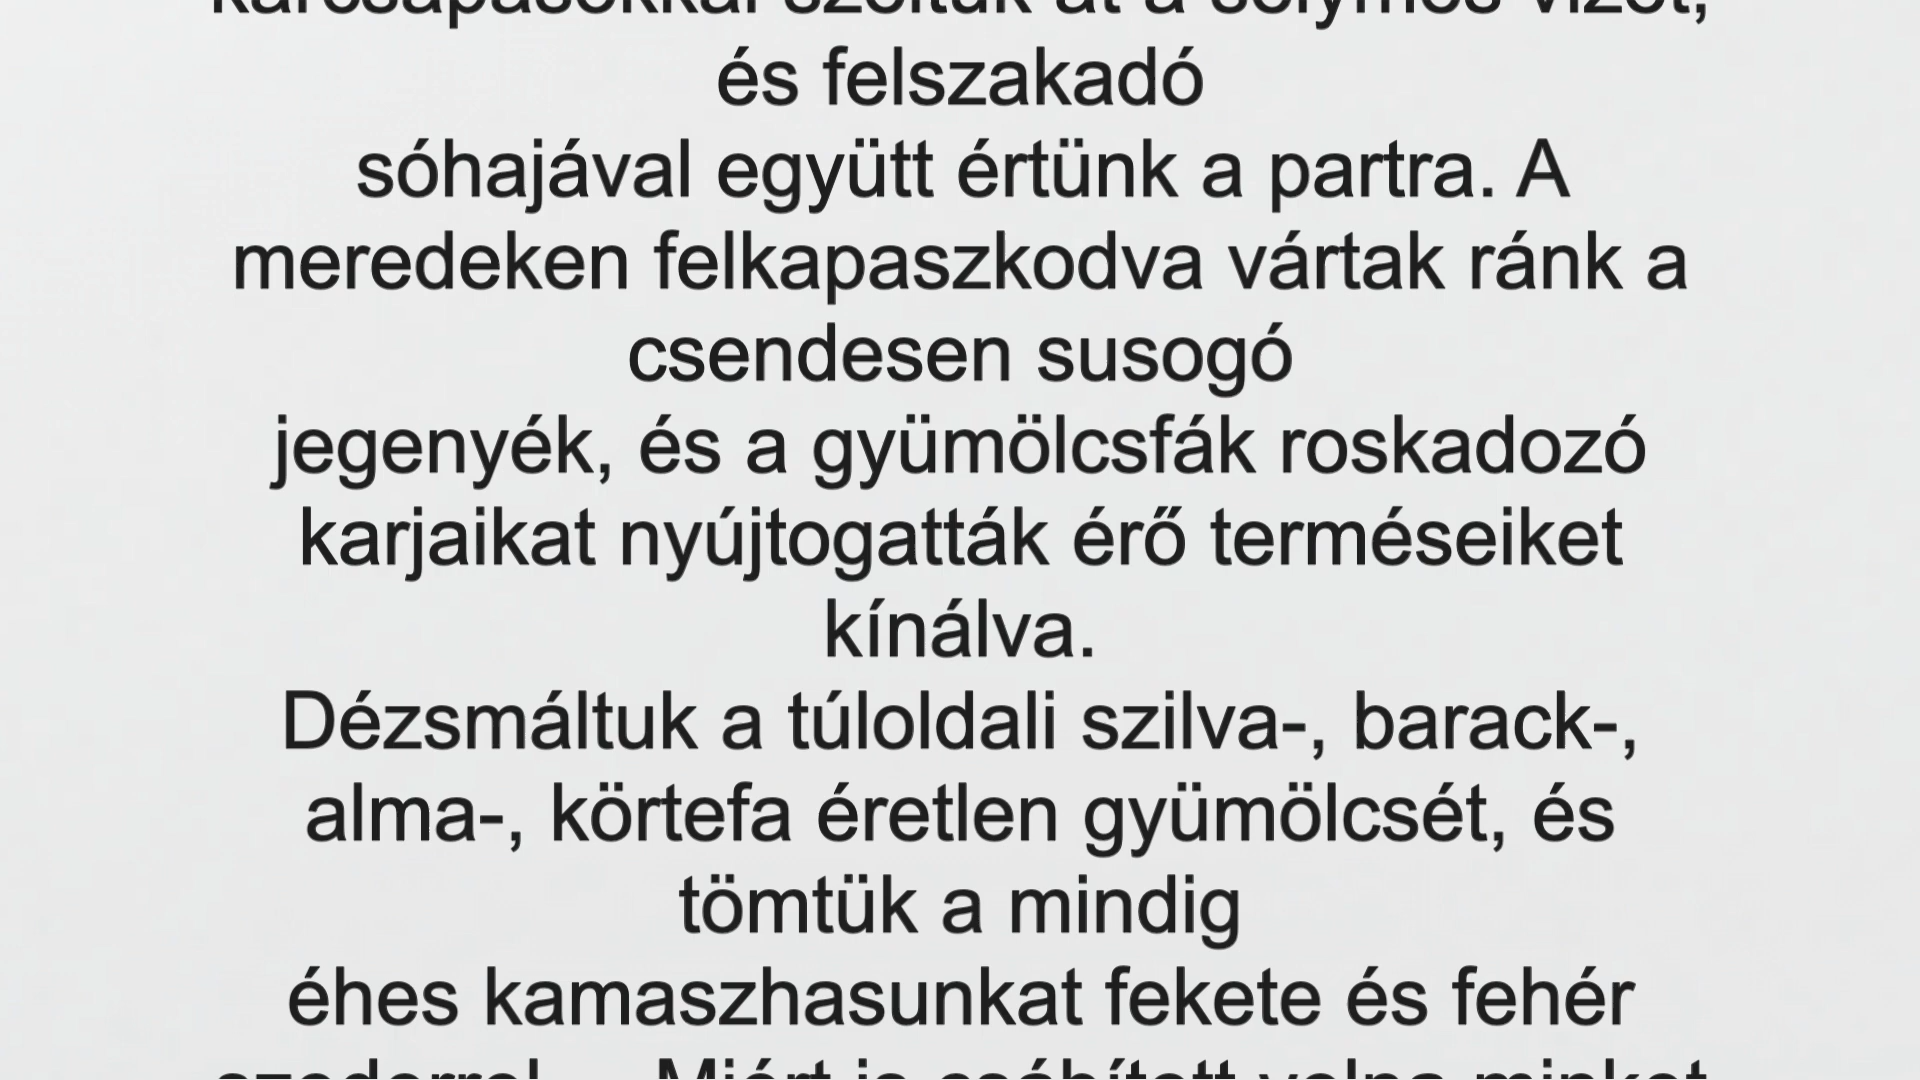 és felszakadó
sóhajával együtt értünk a partra. A
meredeken felkapaszkodva vártak ránk a
csendesen susogó
jegenyék, és a gyümölcsfák roskadozó
karjaikat nyújtogatták érő terméseiket
kínálva.
Dézsmáltuk a túloldali szilva-, barack-,
alma-, körtefa éretlen gyümölcsét, és
tömtük a mindig
éhes kamaszhasunkat fekete és fehér